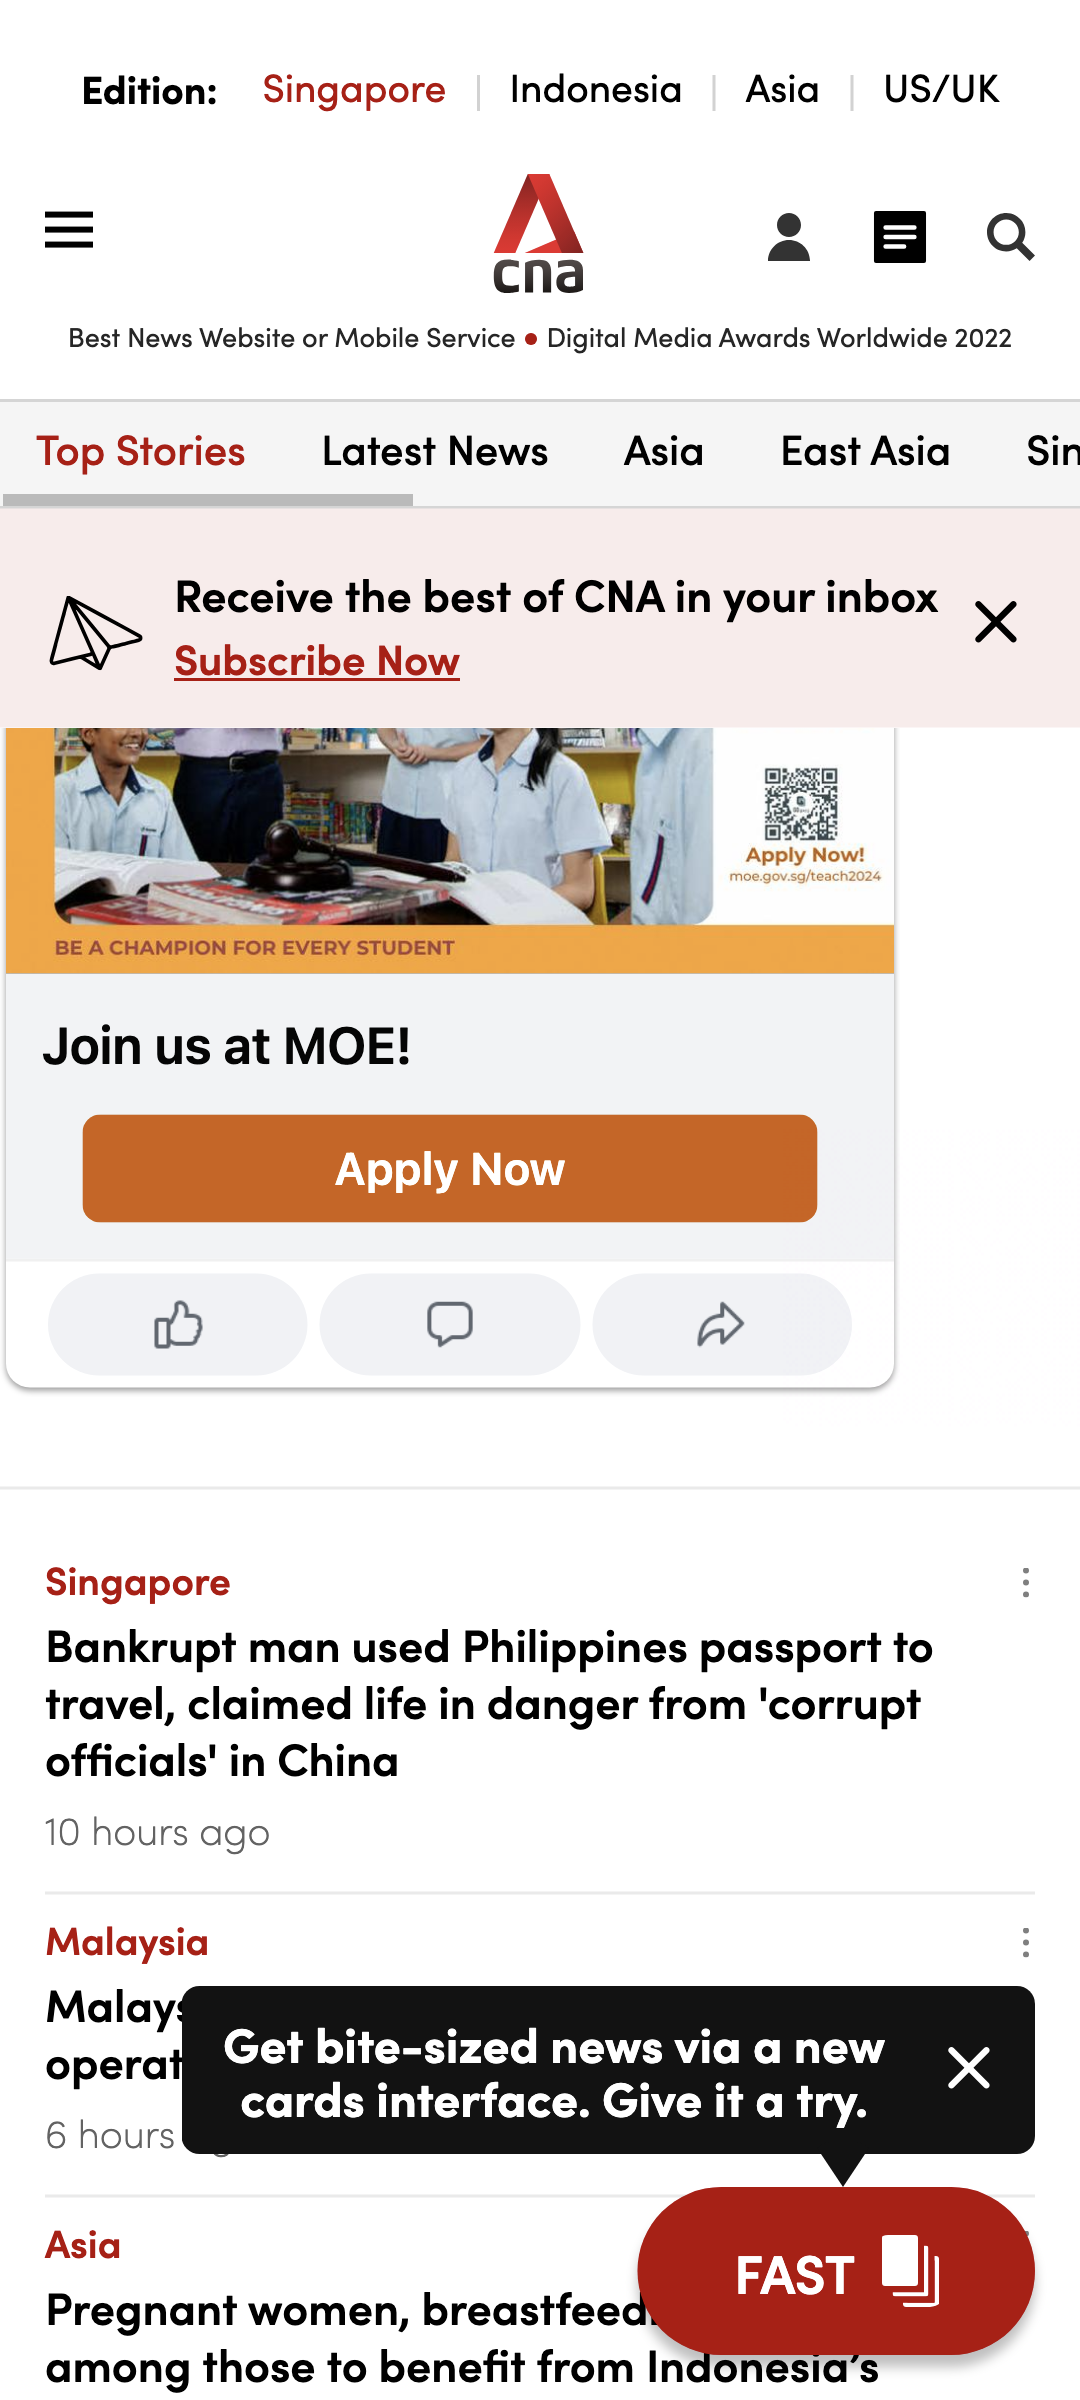 Edition: Singapore | Indonesia | Asia | US/UK
cna
Best News Website or Mobile Service • Digital Media Awards Worldwide 2022
Top Stories Latest News Asia East Asia Sin
Receive the best of CNA in your inbox
Subscribe Now
Apply Now!
moe.gov.sg/teach2024
BE A CHAMPION FOR EVERY STUDENT
Join us at MOE!
Apply Now
Singapore
Bankrupt man used Philippines passport to
travel, claimed life in danger from 'corrupt
officials' in China
10 hours ago
Malaysia
Malays
operat
6 hours
Get bite-sized news via a new
cards interface. Give it a try.
FAST
Asia
Pregnant women, breastfeed
among those to benefit from Indonesia's